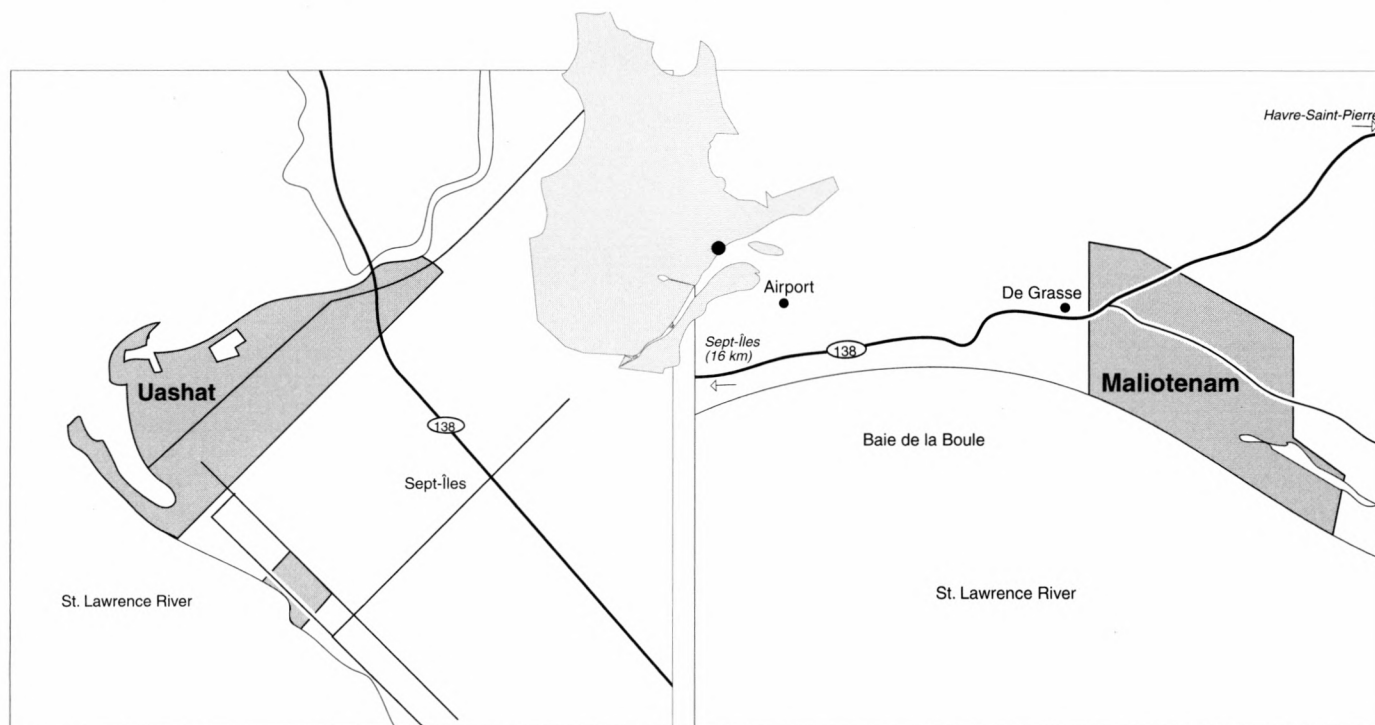 Uashat
138
Sept-Îles
St. Lawrence River
Havre-Saint-Pierre
Airport
De Grasse
Sept-Îles
(16 km)
138
Maliotenam
Baie de la Boule
St. Lawrence River